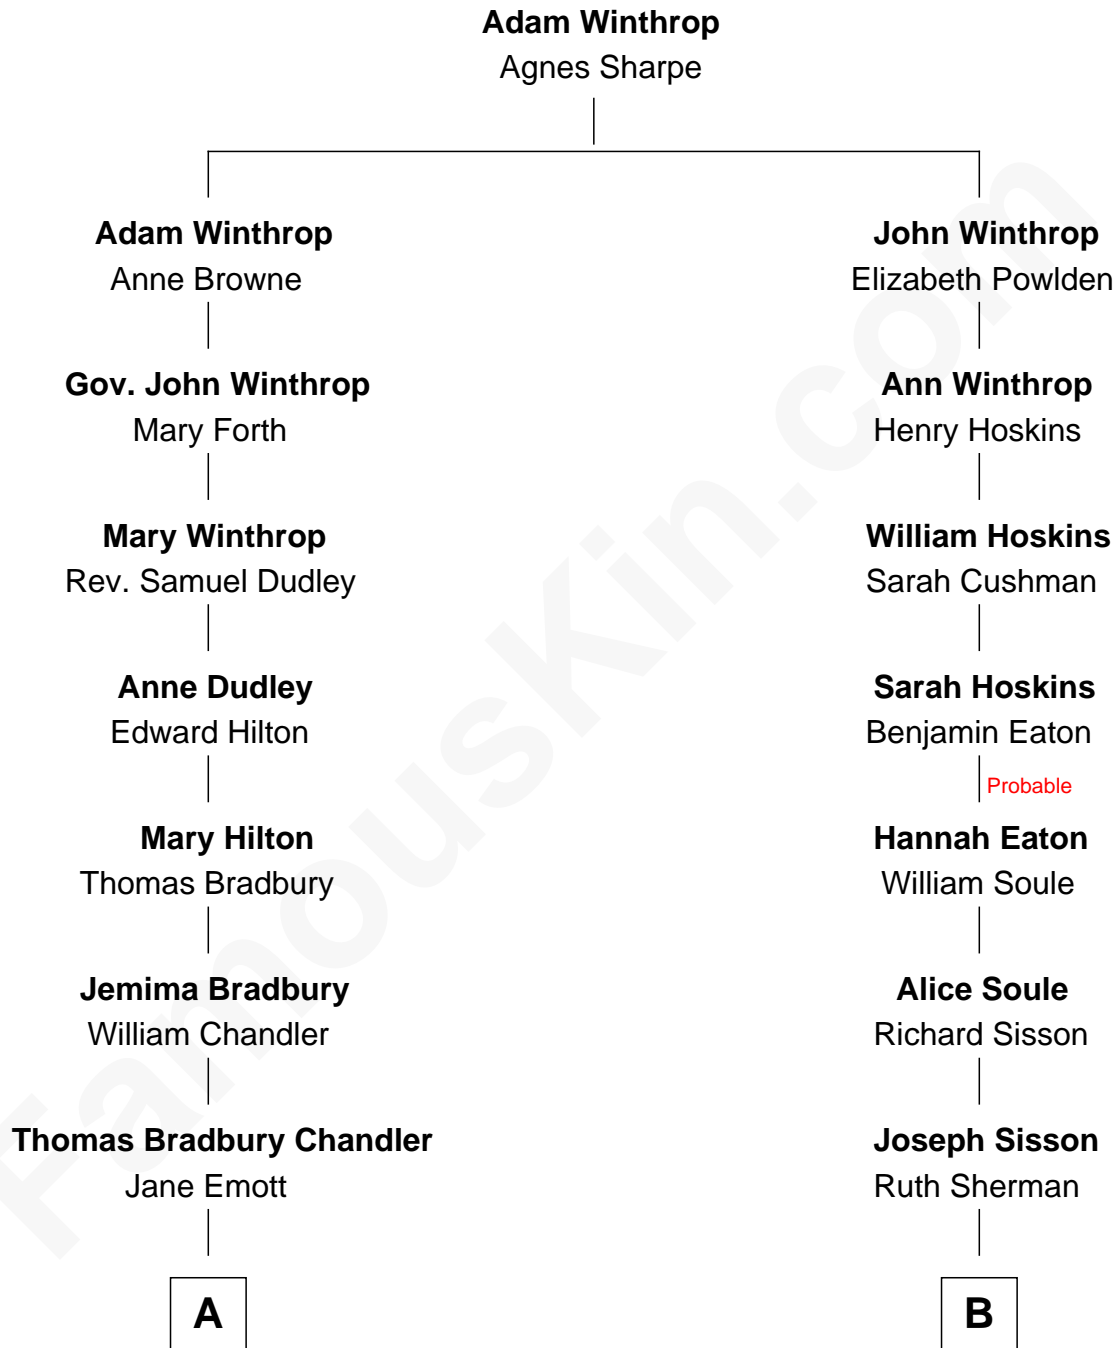 Adam Winthrop
Agnes Sharpe
Adam Winthrop
Anne Browne
John Winthrop
Elizabeth Powlden
Gov. John Winthrop
Mary Forth
Ann Winthrop
Henry Hoskins
Mary Winthrop
Rev. Samuel Dudley
William Hoskins
Sarah Cushman
Anne Dudley
Edward Hilton
Sarah Hoskins
Benjamin Eaton
Probable
Mary Hilton
Thomas Bradbury
Hannah Eaton
William Soule
Jemima Bradbury
William Chandler
Alice Soule
Richard Sisson
Thomas Bradbury Chandler
Jane Emott
Joseph Sisson
Ruth Sherman
A
B
FamousKin.com